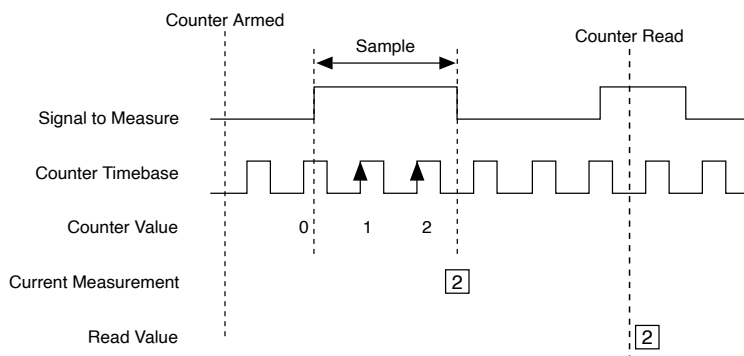 Counter Armed
Sample
Counter Read
Signal to Measure
Counter Timebase
Counter Value 0 1 2
Current Measurement 2
Read Value 2